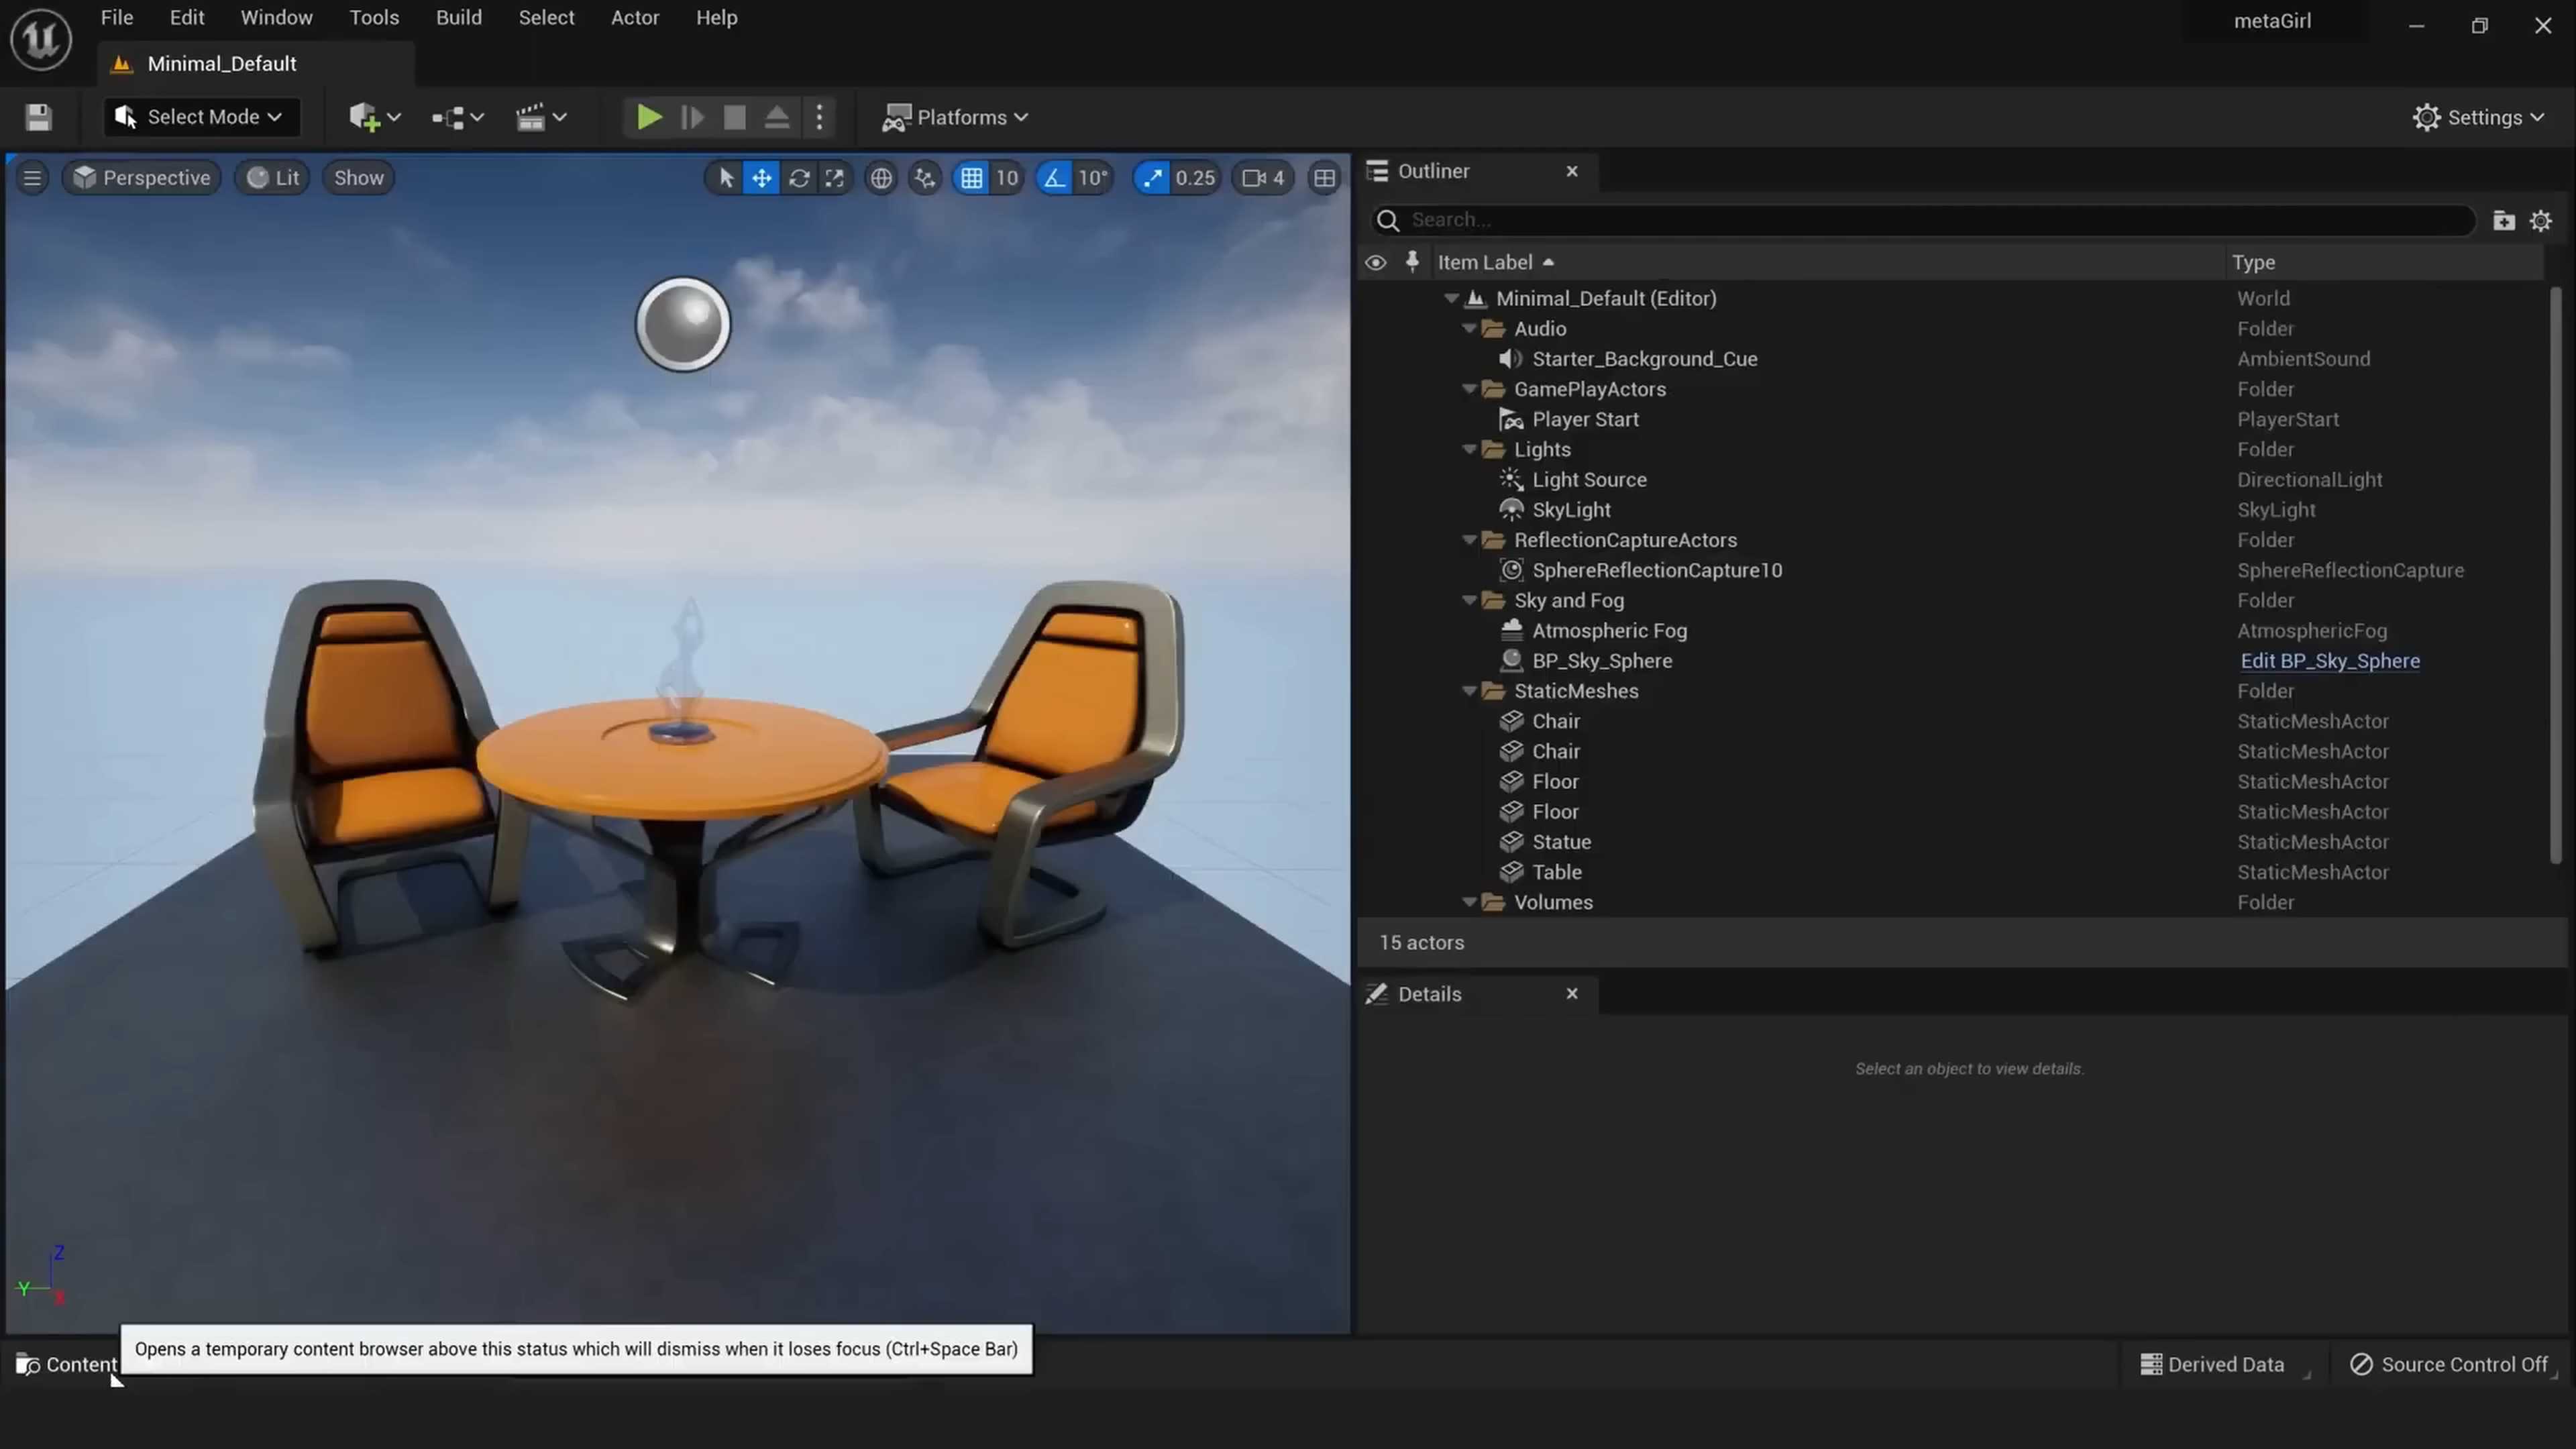 File Edit Window Tools Build Select Actor Help
metaGirl
Minimal_Default
Select Mode
Platforms
Settings
Perspective Lit Show
10 10° 0.25 4
Outliner
Search...
Item Label Type
Minimal_Default (Editor) World
Audio Folder
Starter_Background_Cue AmbientSound
GamePlayActors Folder
Player Start PlayerStart
Lights Folder
Light Source DirectionalLight
SkyLight SkyLight
ReflectionCaptureActors Folder
SphereReflectionCapture10 SphereReflectionCapture
Sky and Fog Folder
Atmospheric Fog AtmosphericFog
BP_Sky_Sphere Edit BP_Sky_Sphere
StaticMeshes Folder
Chair StaticMeshActor
Chair StaticMeshActor
Floor StaticMeshActor
Floor StaticMeshActor
Statue StaticMeshActor
Table StaticMeshActor
Volumes Folder
15 actors
Details
Select an object to view details.
Z
Y
X
Opens a temporary content browser above this status which will dismiss when it loses focus (Ctrl+Space Bar)
Content
Derived Data
Source Control Off